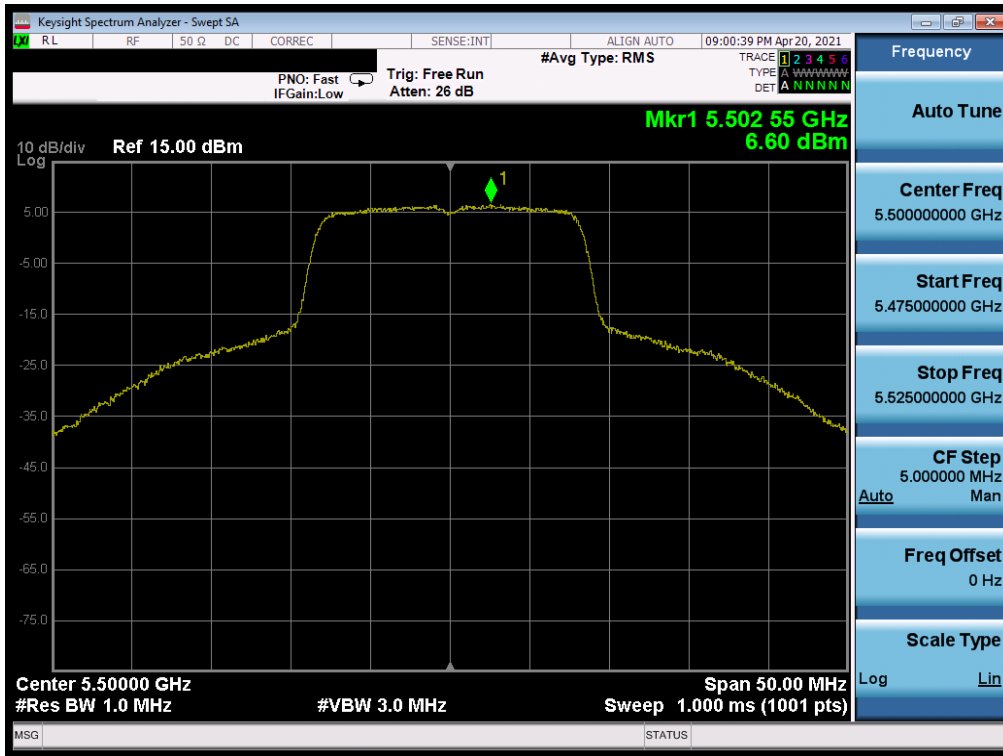 Keysight Spectrum Analyzer - Swept SA
LXI RL RF 50 Ω DC CORREC SENSE:INT ALIGN AUTO 09:00:39 PM Apr 20, 2021
#Avg Type: RMS
TRACE 1 2 3 4 5 6
TYPE A WWWWW
DET A N N N N N
PNO: Fast
IFGain:Low
Trig: Free Run
Atten: 26 dB
Mkr1 5.502 55 GHz
6.60 dBm
10 dB/div Ref 15.00 dBm
Log
1
5.00
-5.00
-15.0
-25.0
-35.0
-45.0
-55.0
-65.0
-75.0
Center 5.50000 GHz Span 50.00 MHz
#Res BW 1.0 MHz #VBW 3.0 MHz Sweep 1.000 ms (1001 pts)
MSG STATUS
Frequency
Auto Tune
Center Freq
5.500000000 GHz
Start Freq
5.475000000 GHz
Stop Freq
5.525000000 GHz
CF Step
5.000000 MHz
Auto Man
Freq Offset
0 Hz
Scale Type
Log Lin